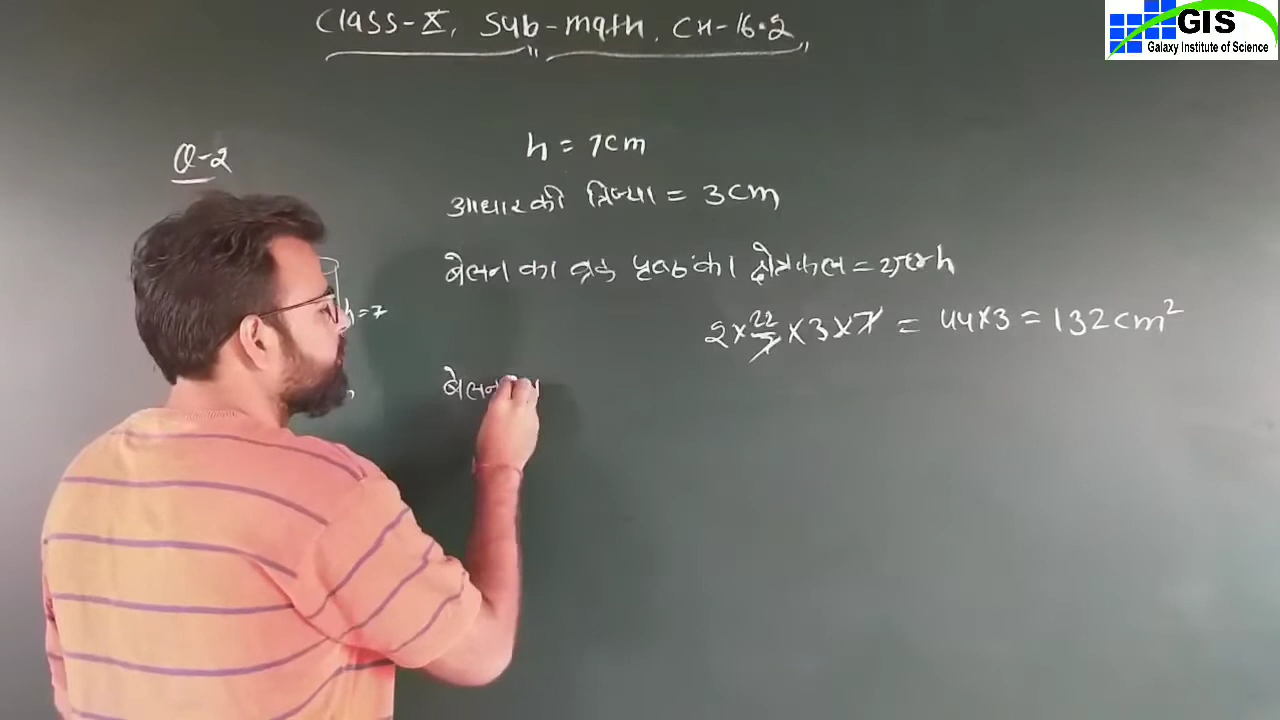 CLASS-X, Sub-math, CH-16.2
GIS
Galaxy Institute of Science
Q-2
h = 7cm
आधार की त्रिज्या = 3cm
बेलन का वक्र पृष्ठ का क्षेत्रफल = 2πrh
h=7
2×22/7×3×7 = 44×3 = 132cm²
बेलन